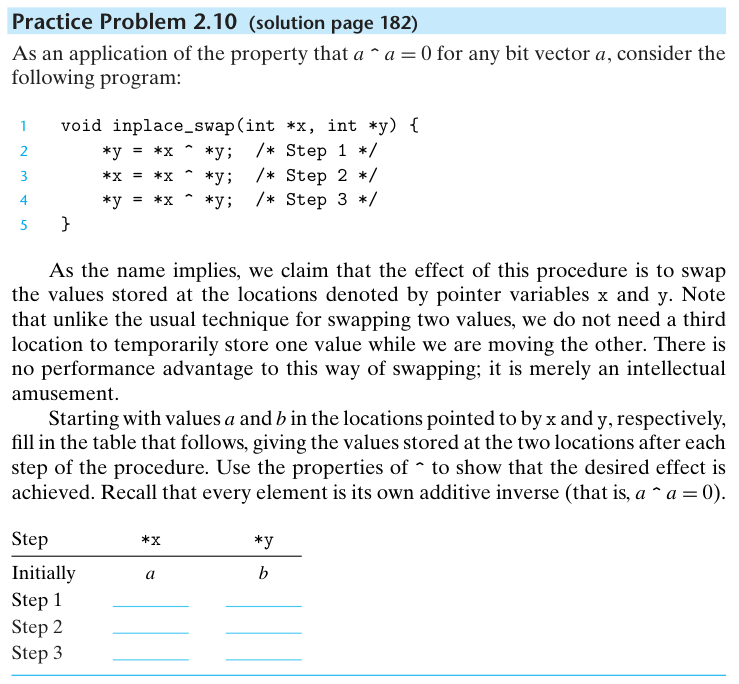 Practice Problem 2.10 (solution page 182)
As an application of the property that a ^ a = 0 for any bit vector a, consider the
following program:
1 void inplace_swap(int *x, int *y) {
2 *y = *x ^ *y; /* Step 1 */
3 *x = *x ^ *y; /* Step 2 */
4 *y = *x ^ *y; /* Step 3 */
5 }
As the name implies, we claim that the effect of this procedure is to swap
the values stored at the locations denoted by pointer variables x and y. Note
that unlike the usual technique for swapping two values, we do not need a third
location to temporarily store one value while we are moving the other. There is
no performance advantage to this way of swapping; it is merely an intellectual
amusement.
Starting with values a and b in the locations pointed to by x and y, respectively,
fill in the table that follows, giving the values stored at the two locations after each
step of the procedure. Use the properties of ^ to show that the desired effect is
achieved. Recall that every element is its own additive inverse (that is, a ^ a = 0).
Step *x *y
Initially a b
Step 1
Step 2
Step 3